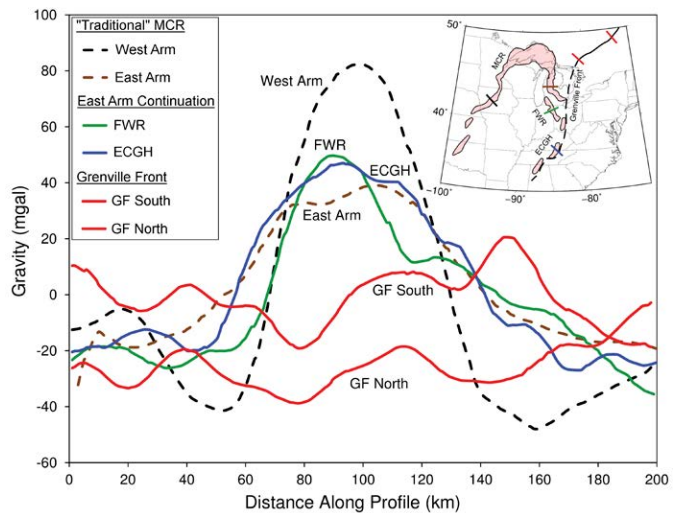 "Traditional" MCR
West Arm
East Arm
East Arm Continuation
FWR
ECGH
Grenville Front
GF South
GF North
West Arm
FWR
ECGH
East Arm
GF South
GF North
50°
40°
-100°
-90°
-80°
MCR
FWR
ECGH
Grenville Front
Gravity (mgal)
100
80
60
40
20
0
-20
-40
-60
0
20
40
60
80
100
120
140
160
180
200
Distance Along Profile (km)